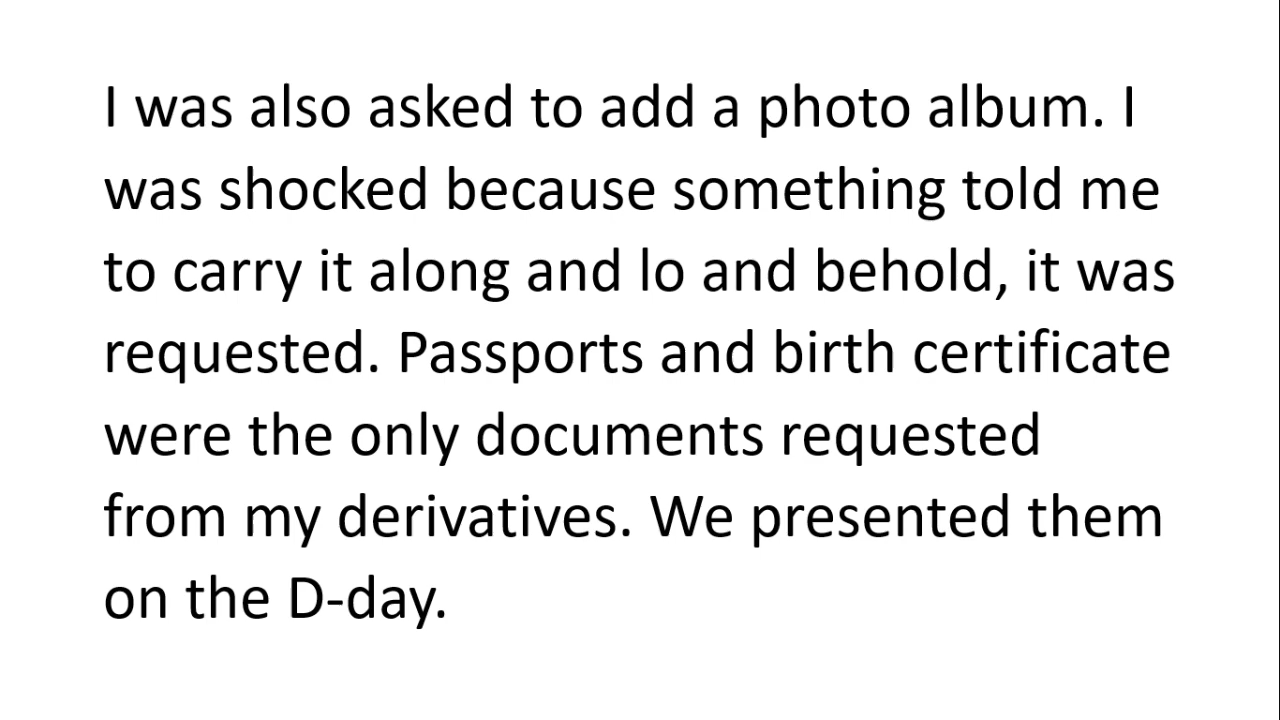 I was also asked to add a photo album. I
was shocked because something told me
to carry it along and lo and behold, it was
requested. Passports and birth certificate
were the only documents requested
from my derivatives. We presented them
on the D-day.